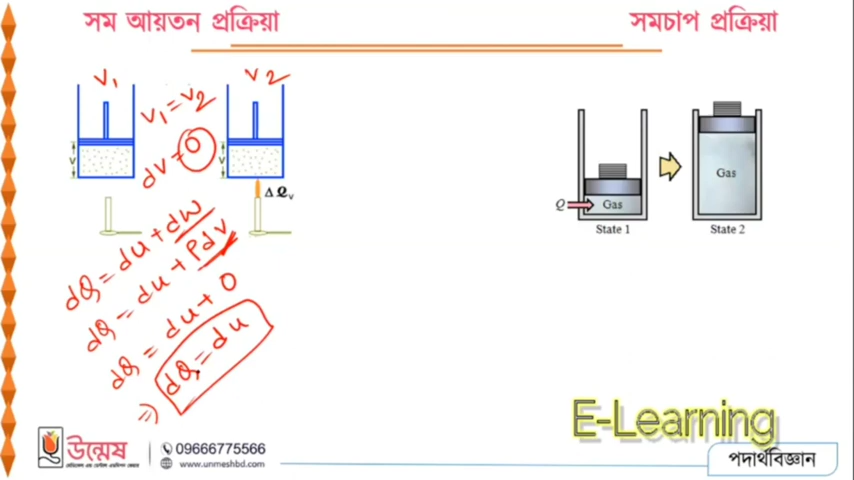 সম আয়তন প্রক্রিয়া
সমচাপ প্রক্রিয়া
V₁
V₂
V₁ = V₂
dV = 0
V
V
Δ Q_v
dQ = du + dw
dQ = du + Pdv
dQ = du + 0
⇒ dQ = du
Q
Gas
Gas
State 1
State 2
E-Learning
উন্মেষ
09666775566
www.unmeshbd.com
পদার্থবিজ্ঞান